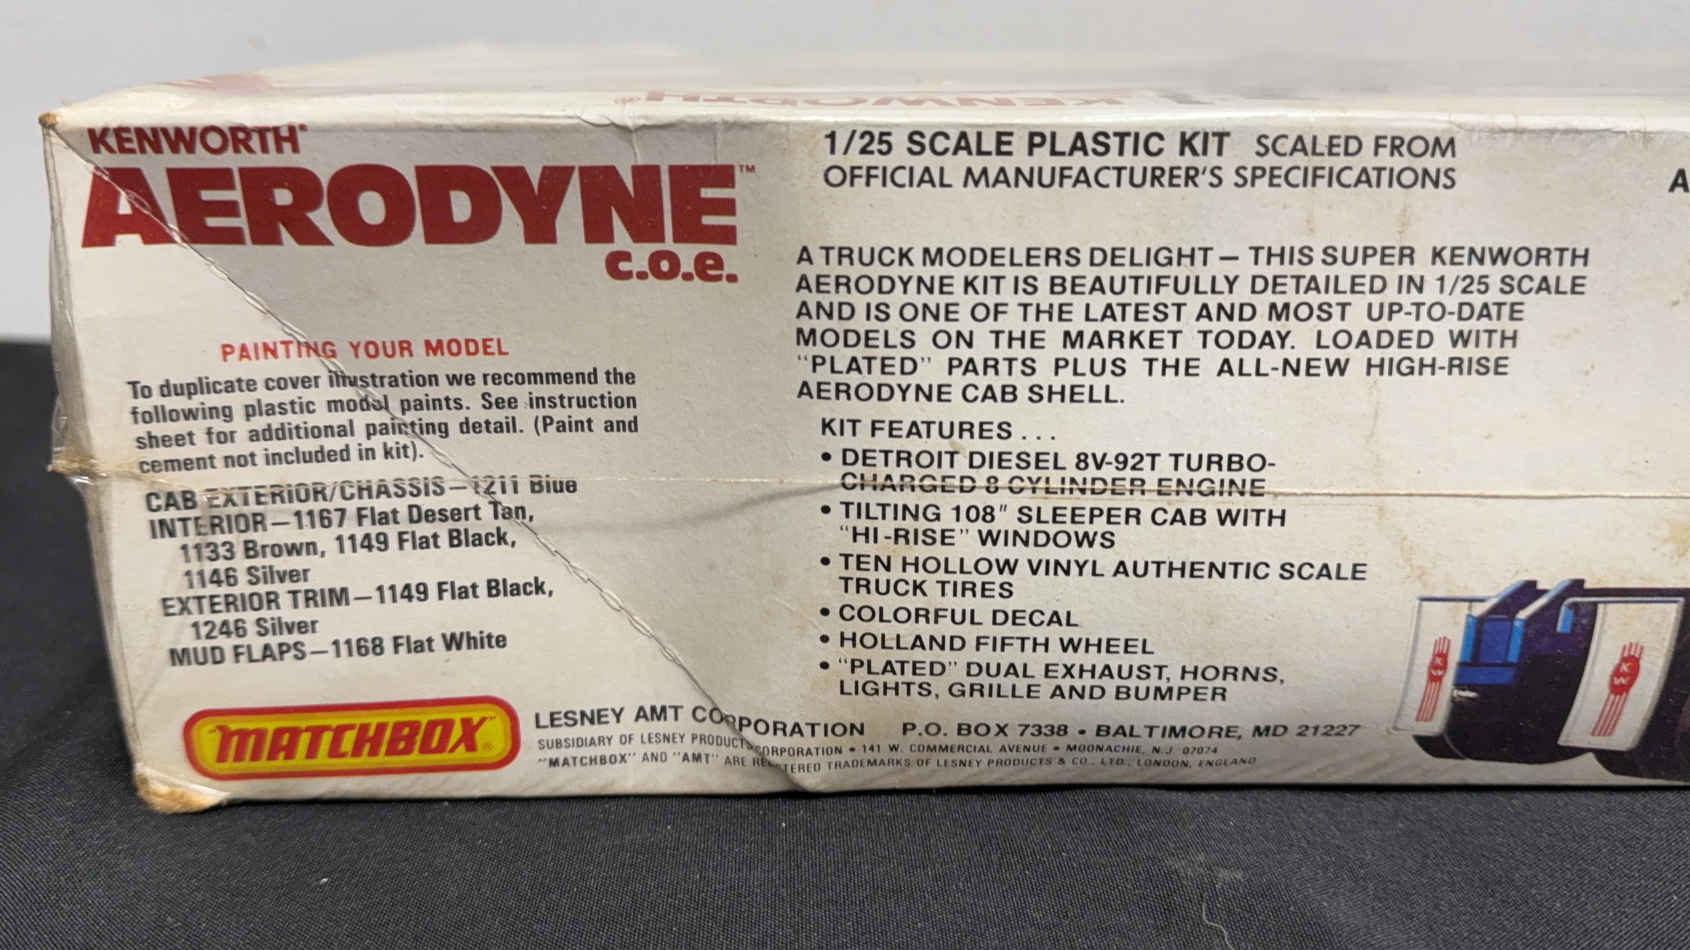 KENWORTH®
AERODYNE™
c.o.e.
PAINTING YOUR MODEL
To duplicate cover illustration we recommend the
following plastic model paints. See instruction
sheet for additional painting detail. (Paint and
cement not included in kit).
CAB EXTERIOR/CHASSIS—1211 Blue
INTERIOR—1167 Flat Desert Tan,
1133 Brown, 1149 Flat Black,
1146 Silver
EXTERIOR TRIM—1149 Flat Black,
1246 Silver
MUD FLAPS—1168 Flat White
1/25 SCALE PLASTIC KIT SCALED FROM
OFFICIAL MANUFACTURER'S SPECIFICATIONS
A TRUCK MODELERS DELIGHT — THIS SUPER KENWORTH
AERODYNE KIT IS BEAUTIFULLY DETAILED IN 1/25 SCALE
AND IS ONE OF THE LATEST AND MOST UP-TO-DATE
MODELS ON THE MARKET TODAY. LOADED WITH
"PLATED" PARTS PLUS THE ALL-NEW HIGH-RISE
AERODYNE CAB SHELL.
KIT FEATURES . . .
• DETROIT DIESEL 8V-92T TURBO-
CHARGED 8 CYLINDER ENGINE
• TILTING 108" SLEEPER CAB WITH
"HI-RISE" WINDOWS
• TEN HOLLOW VINYL AUTHENTIC SCALE
TRUCK TIRES
• COLORFUL DECAL
• HOLLAND FIFTH WHEEL
• "PLATED" DUAL EXHAUST, HORNS,
LIGHTS, GRILLE AND BUMPER
KW
KW
"MATCHBOX"®
LESNEY AMT CORPORATION P.O. BOX 7338 • BALTIMORE, MD 21227
SUBSIDIARY OF LESNEY PRODUCTS CORPORATION • 141 W. COMMERCIAL AVENUE • MOONACHIE, N.J. 07074
"MATCHBOX" AND "AMT" ARE REGISTERED TRADEMARKS OF LESNEY PRODUCTS & CO., LTD., LONDON, ENGLAND
KENWORTH